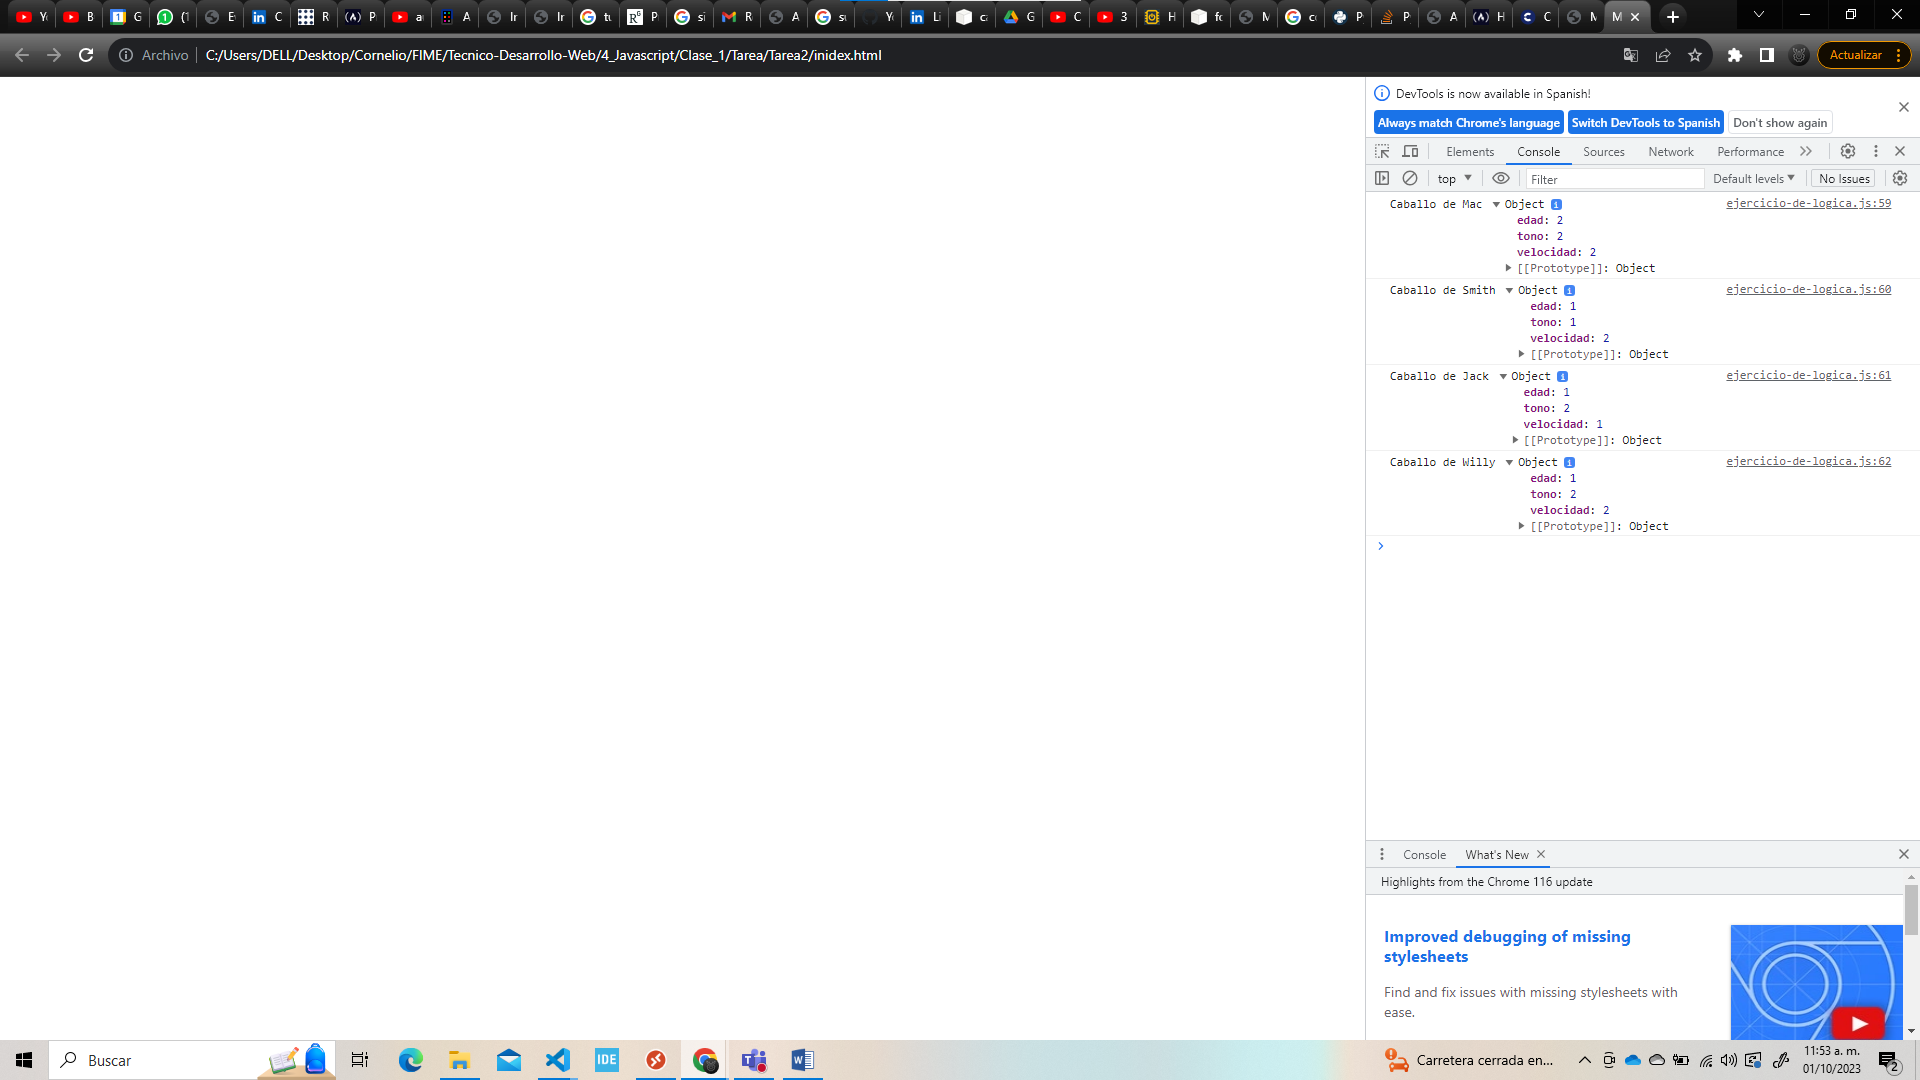 Archivo C:/Users/DELL/Desktop/Cornelio/FIME/Tecnico-Desarrollo-Web/4_Javascript/Clase_1/Tarea/Tarea2/inidex.html
Actualizar
DevTools is now available in Spanish!
Always match Chrome's language Switch DevTools to Spanish Don't show again
Elements Console Sources Network Performance
top Filter Default levels No Issues
Caballo de Mac Object ejercicio-de-logica.js:59
edad: 2
tono: 2
velocidad: 2
[[Prototype]]: Object
Caballo de Smith Object ejercicio-de-logica.js:60
edad: 1
tono: 1
velocidad: 2
[[Prototype]]: Object
Caballo de Jack Object ejercicio-de-logica.js:61
edad: 1
tono: 2
velocidad: 1
[[Prototype]]: Object
Caballo de Willy Object ejercicio-de-logica.js:62
edad: 1
tono: 2
velocidad: 2
[[Prototype]]: Object
Console What's New
Highlights from the Chrome 116 update
Improved debugging of missing
stylesheets
Find and fix issues with missing stylesheets with
ease.
Buscar
IDE
Carretera cerrada en...
11:53 a. m.
01/10/2023
2